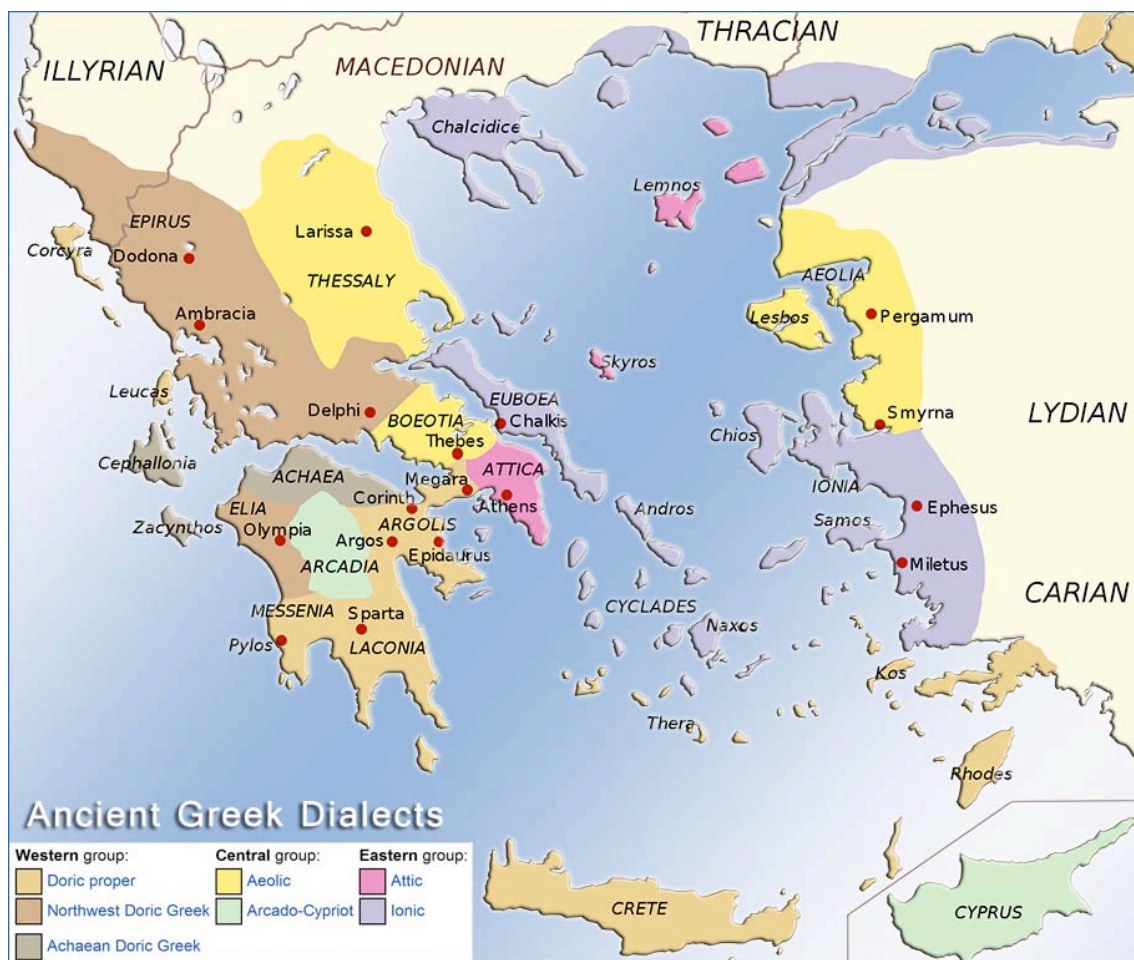 THRACIAN
ILLYRIAN
MACEDONIAN
Chalcidice
Lemnos
EPIRUS
Larissa
Corcyra
Dodona
THESSALY
AEOLIA
Ambracia
Lesbos
Pergamum
Skyros
Leucas
EUBOEA
Delphi
BOEOTIA
Chalkis
Smyrna
LYDIAN
Thebes
Chios
Cephallonia
ACHAEA
ATTICA
Megara
IONIA
Corinth
ELIA
Athens
Andros
Ephesus
Zacynthos
Olympia
ARGOLIS
Samos
Argos
Epidaurus
ARCADIA
Miletus
CARIAN
MESSENIA
Sparta
CYCLADES
Naxos
Pylos
LACONIA
Kos
Thera
Rhodes
Ancient Greek Dialects
Western group:
Doric proper
Northwest Doric Greek
Achaean Doric Greek
Central group:
Aeolic
Arcado-Cypriot
Eastern group:
Attic
Ionic
CRETE
CYPRUS